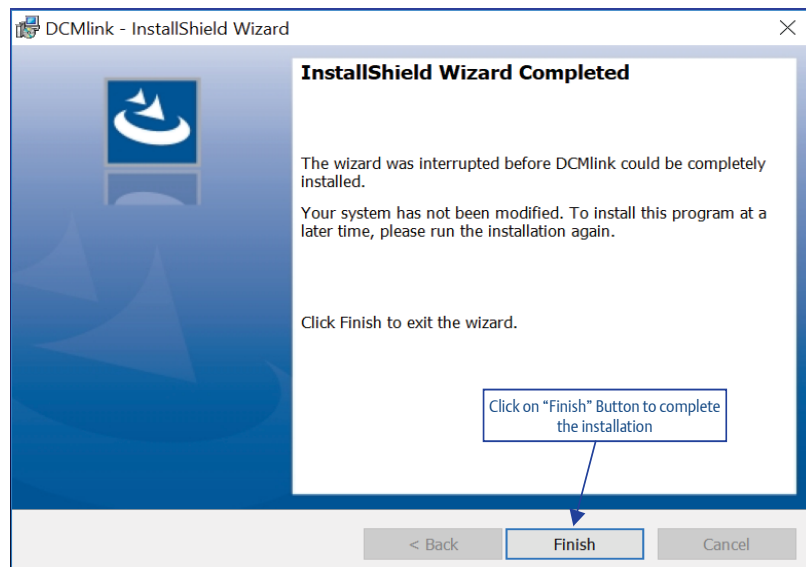 DCMlink - InstallShield Wizard
InstallShield Wizard Completed
The wizard was interrupted before DCMlink could be completely
installed.
Your system has not been modified. To install this program at a
later time, please run the installation again.
Click Finish to exit the wizard.
Click on “Finish” Button to complete
the installation
< Back
Finish
Cancel